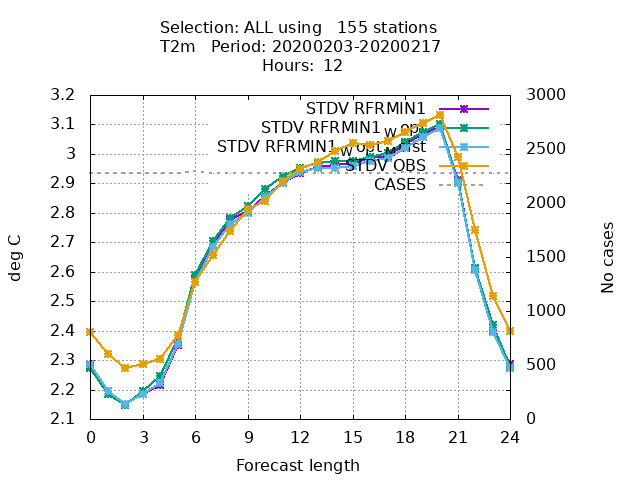 Selection: ALL using   155 stations
T2m   Period: 20200203-20200217
Hours:  12
3.2
3.1
3
2.9
2.8
2.7
2.6
2.5
2.4
2.3
2.2
2.1
3000
2500
2000
1500
1000
500
0
STDV RFRMIN1
STDV RFRMIN1
STDV RFRMIN1
STDV OBS
CASES
deg C
No cases
0 3 6 9 12 15 18 21 24
Forecast length